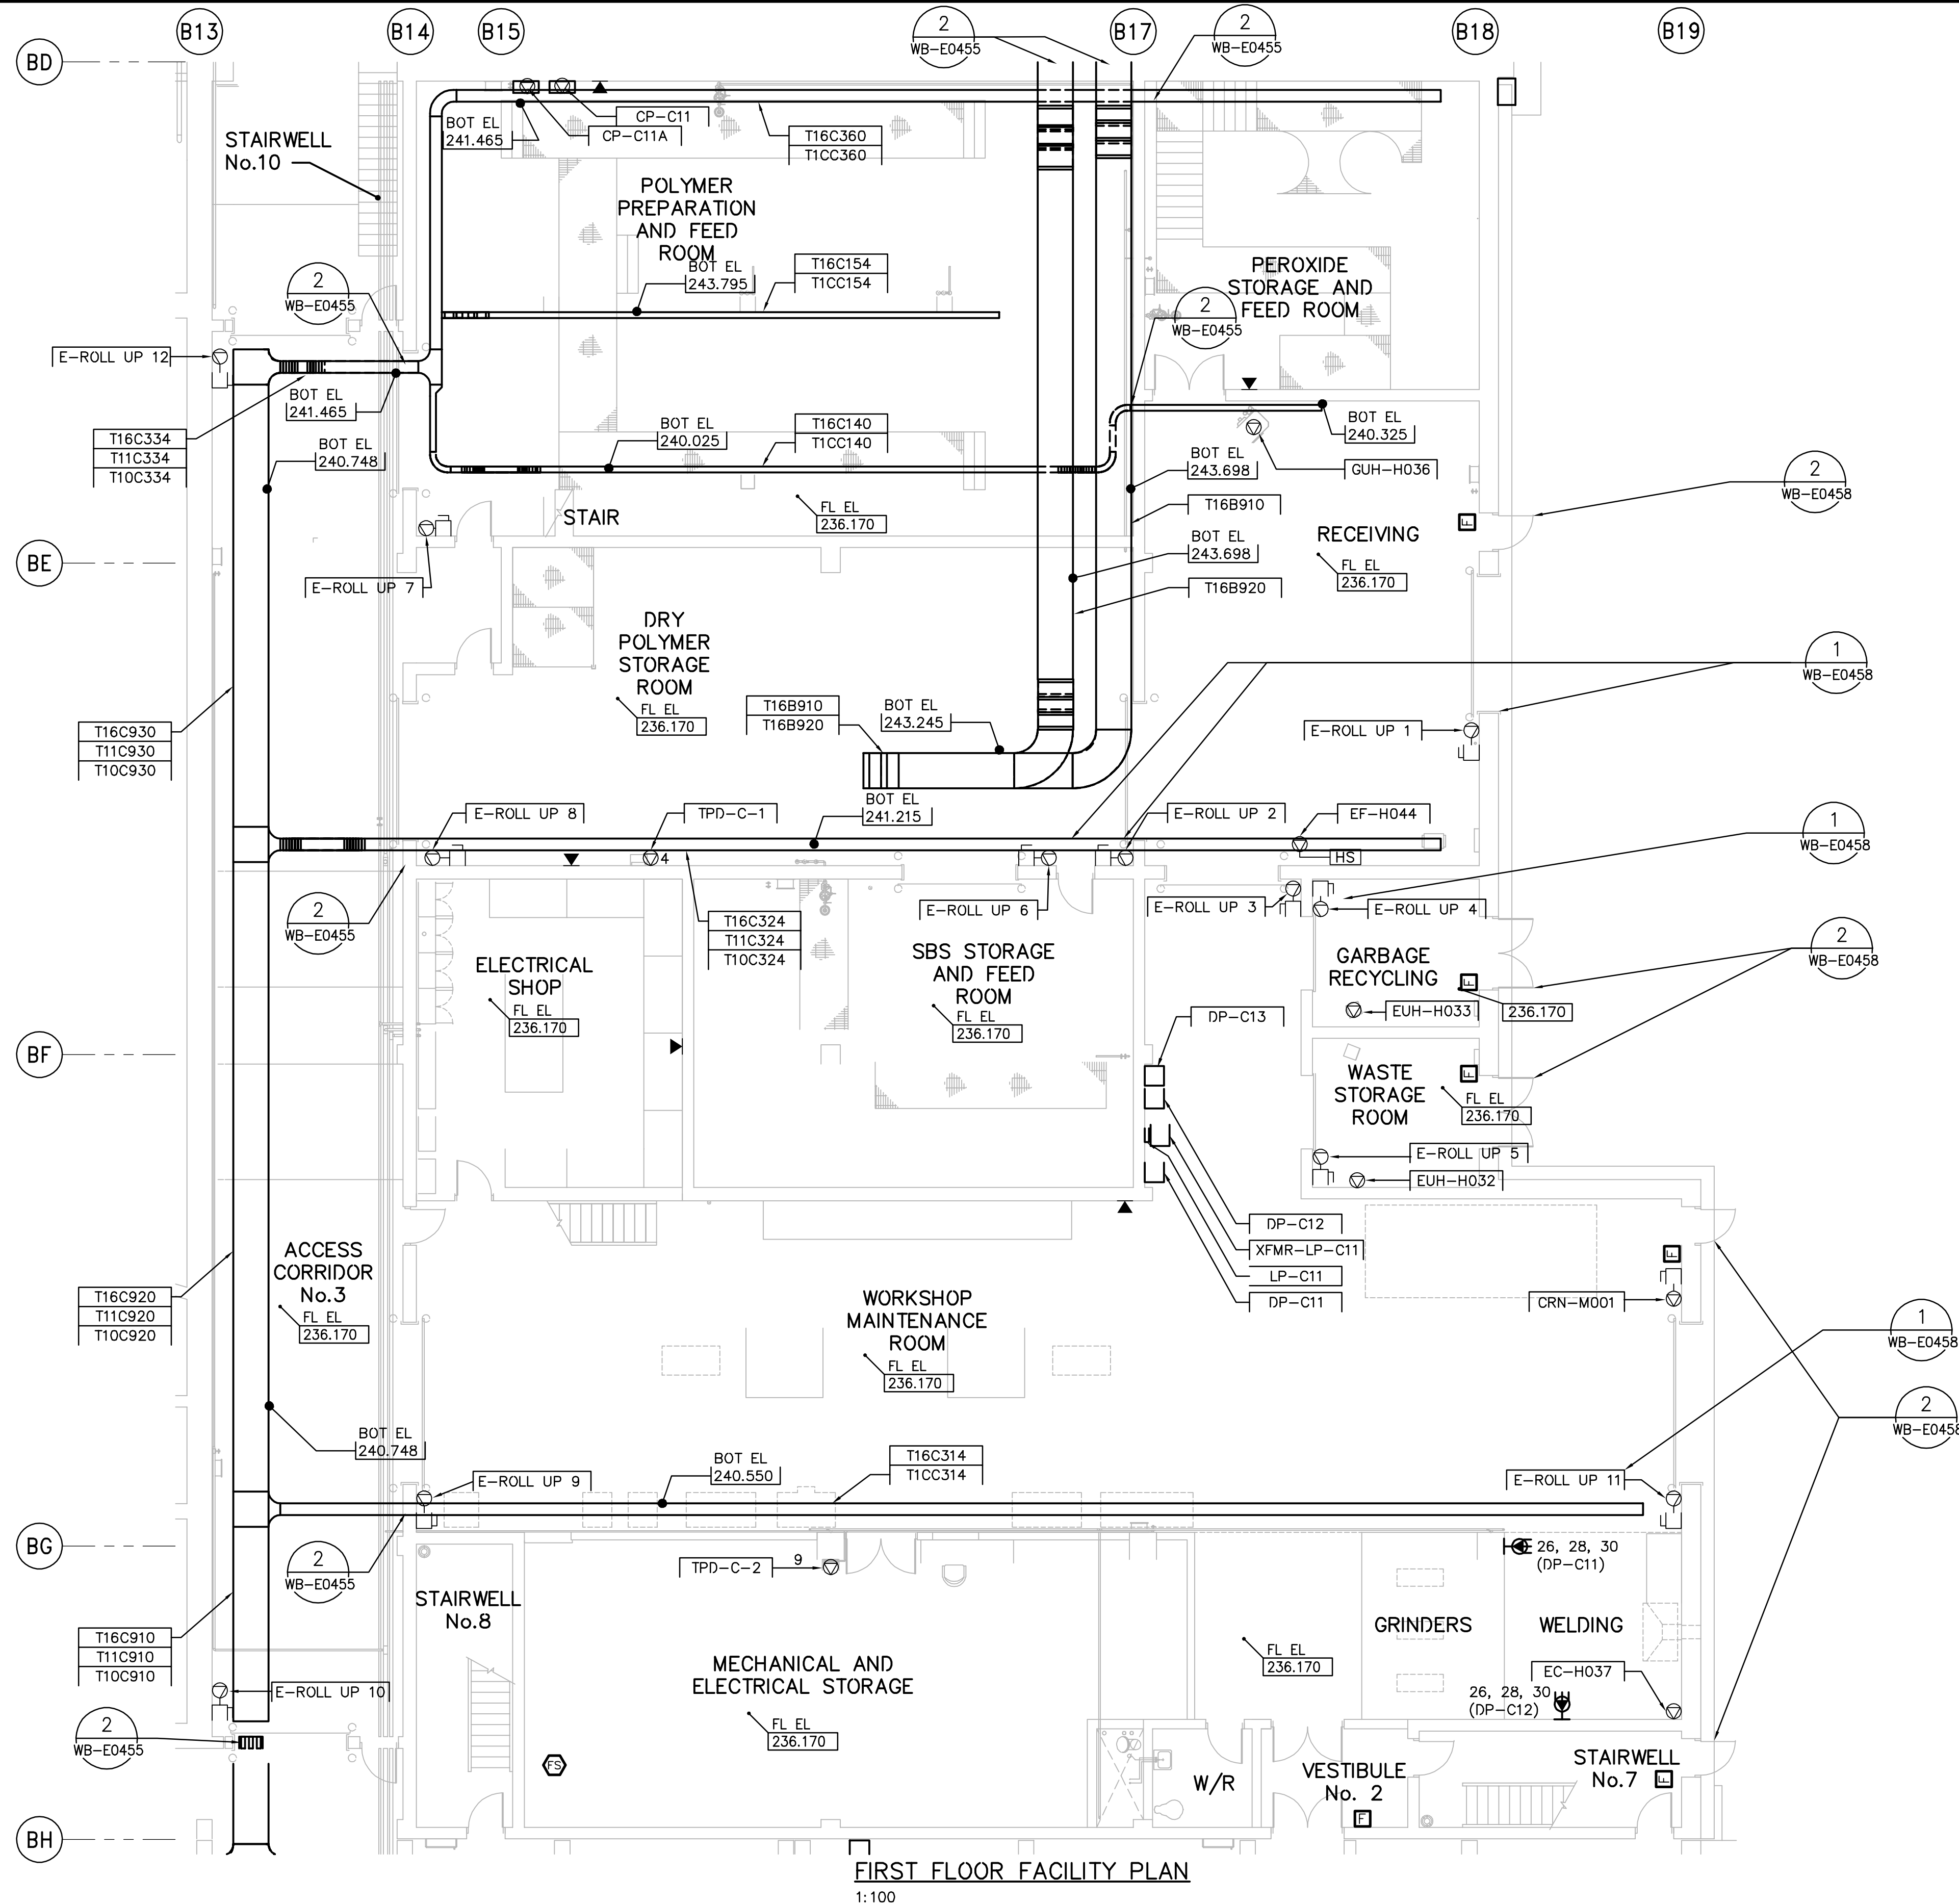 B13
B14
B15
2
WB-E0455
B17
2
WB-E0455
B18
B19
BD
STAIRWELL
No.10
BOT EL
241.465
CP-C11
CP-C11A
T16C360
T1CC360
POLYMER
PREPARATION
AND FEED
ROOM
BOT EL
243.795
T16C154
T1CC154
PEROXIDE
STORAGE AND
FEED ROOM
2
WB-E0455
2
WB-E0455
E-ROLL UP 12
BOT EL
241.465
T16C334
T11C334
T10C334
BOT EL
240.748
BOT EL
240.025
T16C140
T1CC140
BOT EL
240.325
BOT EL
243.698
GUH-H036
2
WB-E0458
T16B910
STAIR
FL EL
236.170
F
RECEIVING
FL EL
236.170
BOT EL
243.698
T16B920
BE
E-ROLL UP 7
DRY
POLYMER
STORAGE
ROOM
FL EL
236.170
1
WB-E0458
T16C930
T11C930
T10C930
T16B910
T16B920
BOT EL
243.245
E-ROLL UP 1
E-ROLL UP 8
TPD-C-1
BOT EL
241.215
E-ROLL UP 2
EF-H044
1
WB-E0458
4
HS
2
WB-E0455
T16C324
T11C324
T10C324
E-ROLL UP 6
E-ROLL UP 3
E-ROLL UP 4
2
WB-E0458
ELECTRICAL
SHOP
FL EL
236.170
SBS STORAGE
AND FEED
ROOM
FL EL
236.170
GARBAGE
RECYCLING
F
EUH-H033
236.170
DP-C13
BF
WASTE
STORAGE
ROOM
F
FL EL
236.170
E-ROLL UP 5
EUH-H032
DP-C12
XFMR-LP-C11
LP-C11
DP-C11
F
ACCESS
CORRIDOR
No.3
FL EL
236.170
T16C920
T11C920
T10C920
WORKSHOP
MAINTENANCE
ROOM
FL EL
236.170
CRN-M001
1
WB-E0458
2
WB-E0458
BOT EL
240.748
E-ROLL UP 9
BOT EL
240.550
T16C314
T1CC314
E-ROLL UP 11
BG
2
WB-E0455
TPD-C-2
9
26, 28, 30
(DP-C11)
STAIRWELL
No.8
GRINDERS
WELDING
T16C910
T11C910
T10C910
FL EL
236.170
MECHANICAL AND
ELECTRICAL STORAGE
FL EL
236.170
EC-H037
26, 28, 30
(DP-C12)
E-ROLL UP 10
2
WB-E0455
FS
W/R
VESTIBULE
No. 2
F
STAIRWELL
No.7
F
BH
FIRST FLOOR FACILITY PLAN
1:100